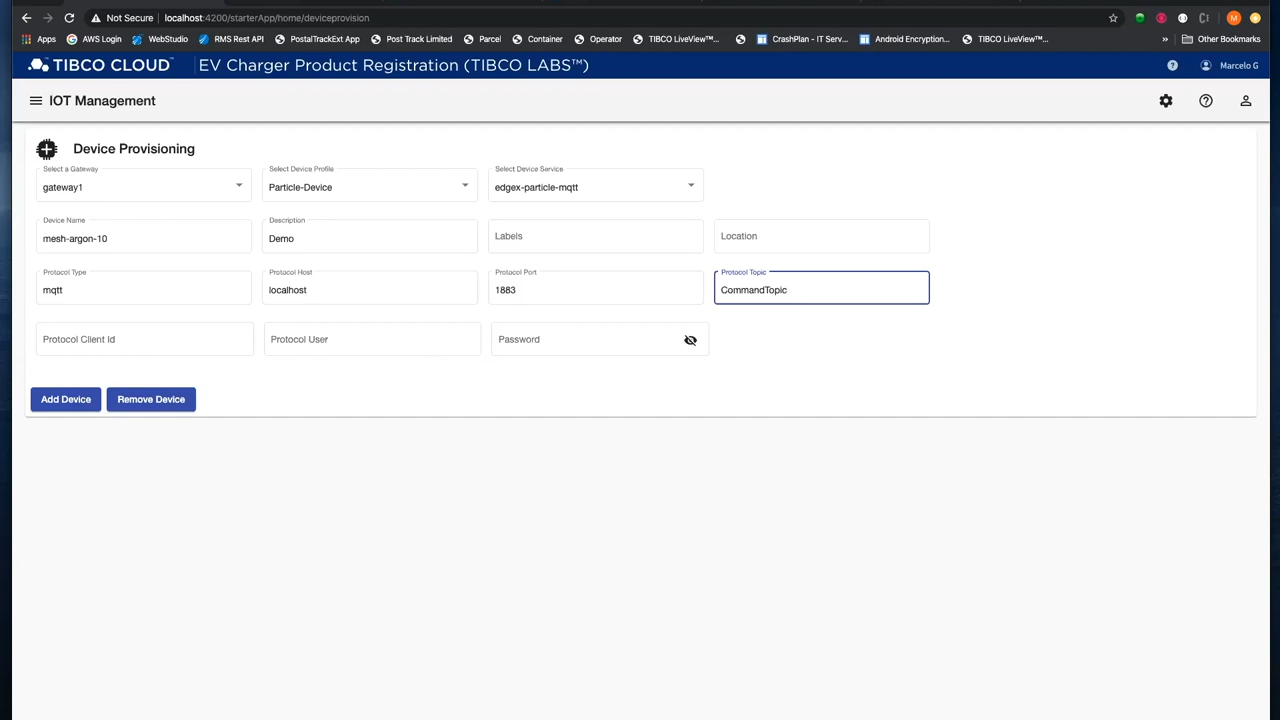 Not Secure localhost:4200/starterApp/home/deviceprovision M
Apps AWS Login WebStudio RMS Rest API PostalTrackExt App Post Track Limited Parcel Container Operator TIBCO LiveView™... CrashPlan - IT Serv... Android Encryption... TIBCO LiveView™... » Other Bookmarks
TIBCO CLOUD™ EV Charger Product Registration (TIBCO LABS™) ? Marcelo G
IOT Management
Device Provisioning
Select a Gateway Select Device Profile Select Device Service
gateway1 Particle-Device edgex-particle-mqtt
Device Name Description
mesh-argon-10 Demo Labels Location
Protocol Type Protocol Host Protocol Port Protocol Topic
mqtt localhost 1883 CommandTopic
Protocol Client Id Protocol User Password
Add Device Remove Device